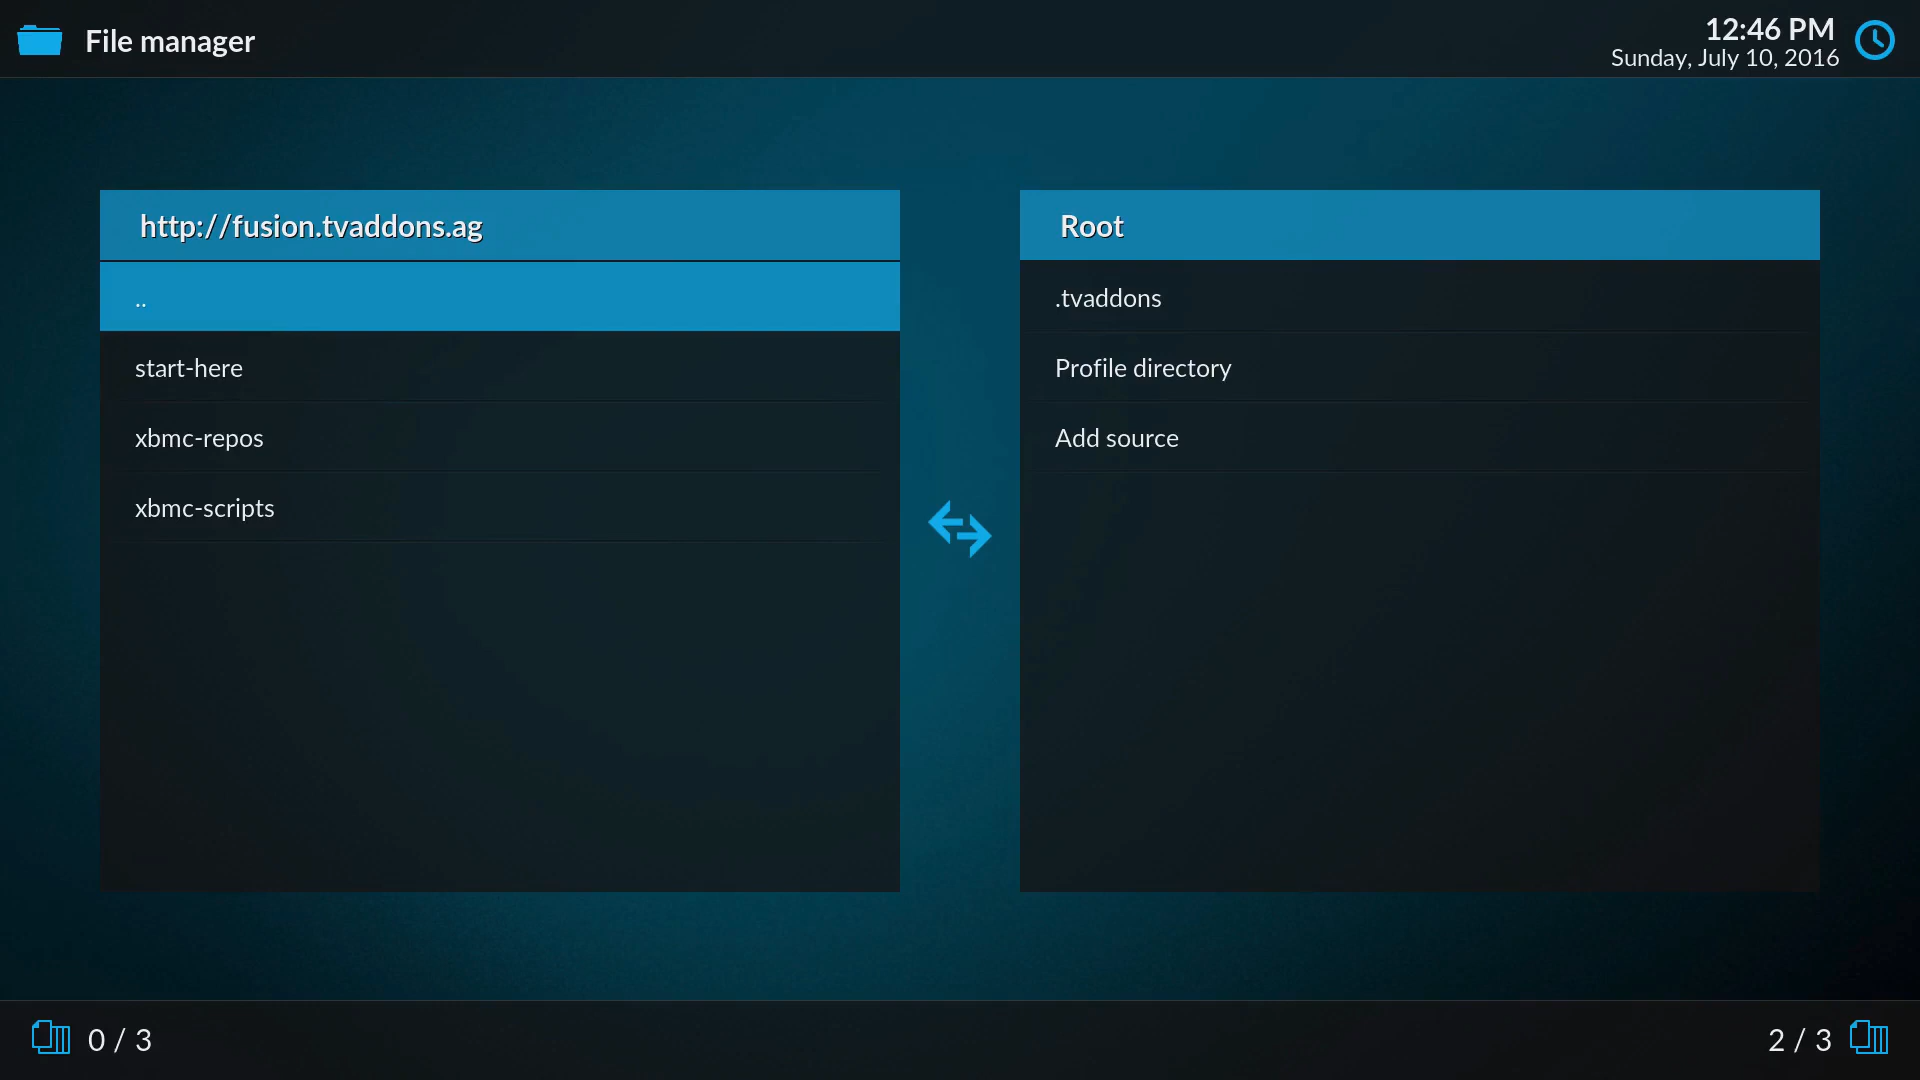 File manager
12:46 PM
Sunday, July 10, 2016
http://fusion.tvaddons.ag
..
start-here
xbmc-repos
xbmc-scripts
Root
.tvaddons
Profile directory
Add source
0 / 3
2 / 3